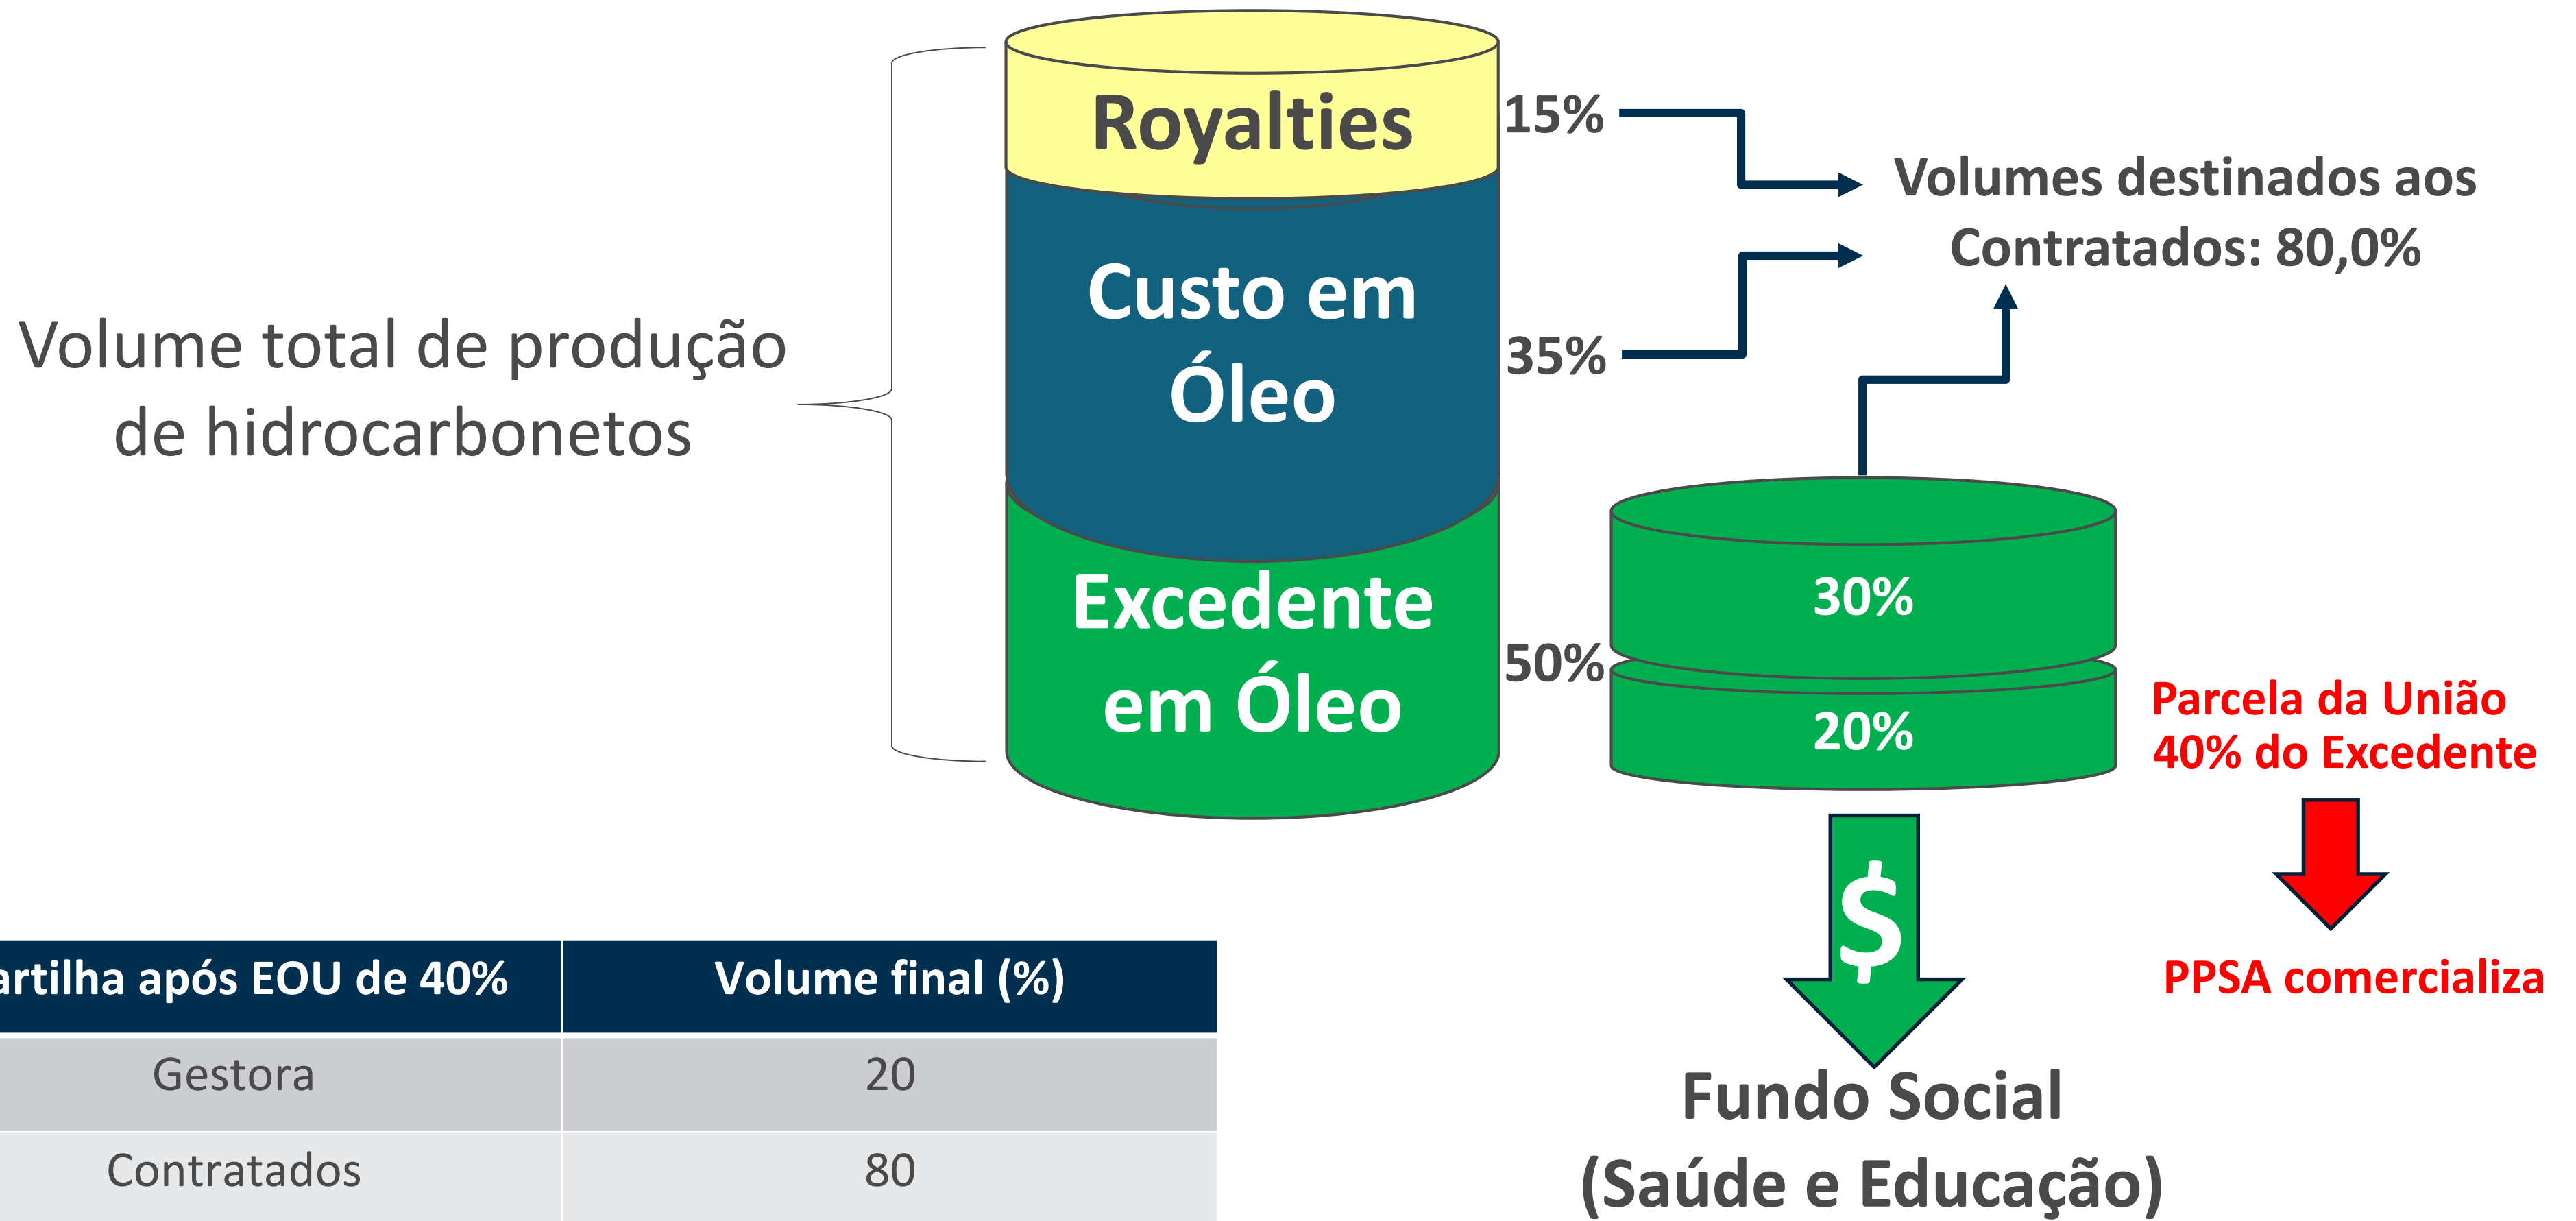 Royalties
15%
Volumes destinados aos
Contratados: 80,0%
Custo em
Óleo
35%
Volume total de produção
de hidrocarbonetos
Excedente
em Óleo
50%
30%
20%
Parcela da União
40% do Excedente
$
PPSA comercializa
Fundo Social
(Saúde e Educação)
após EOU de 40%
Volume final (%)
Gestora
20
Contratados
80